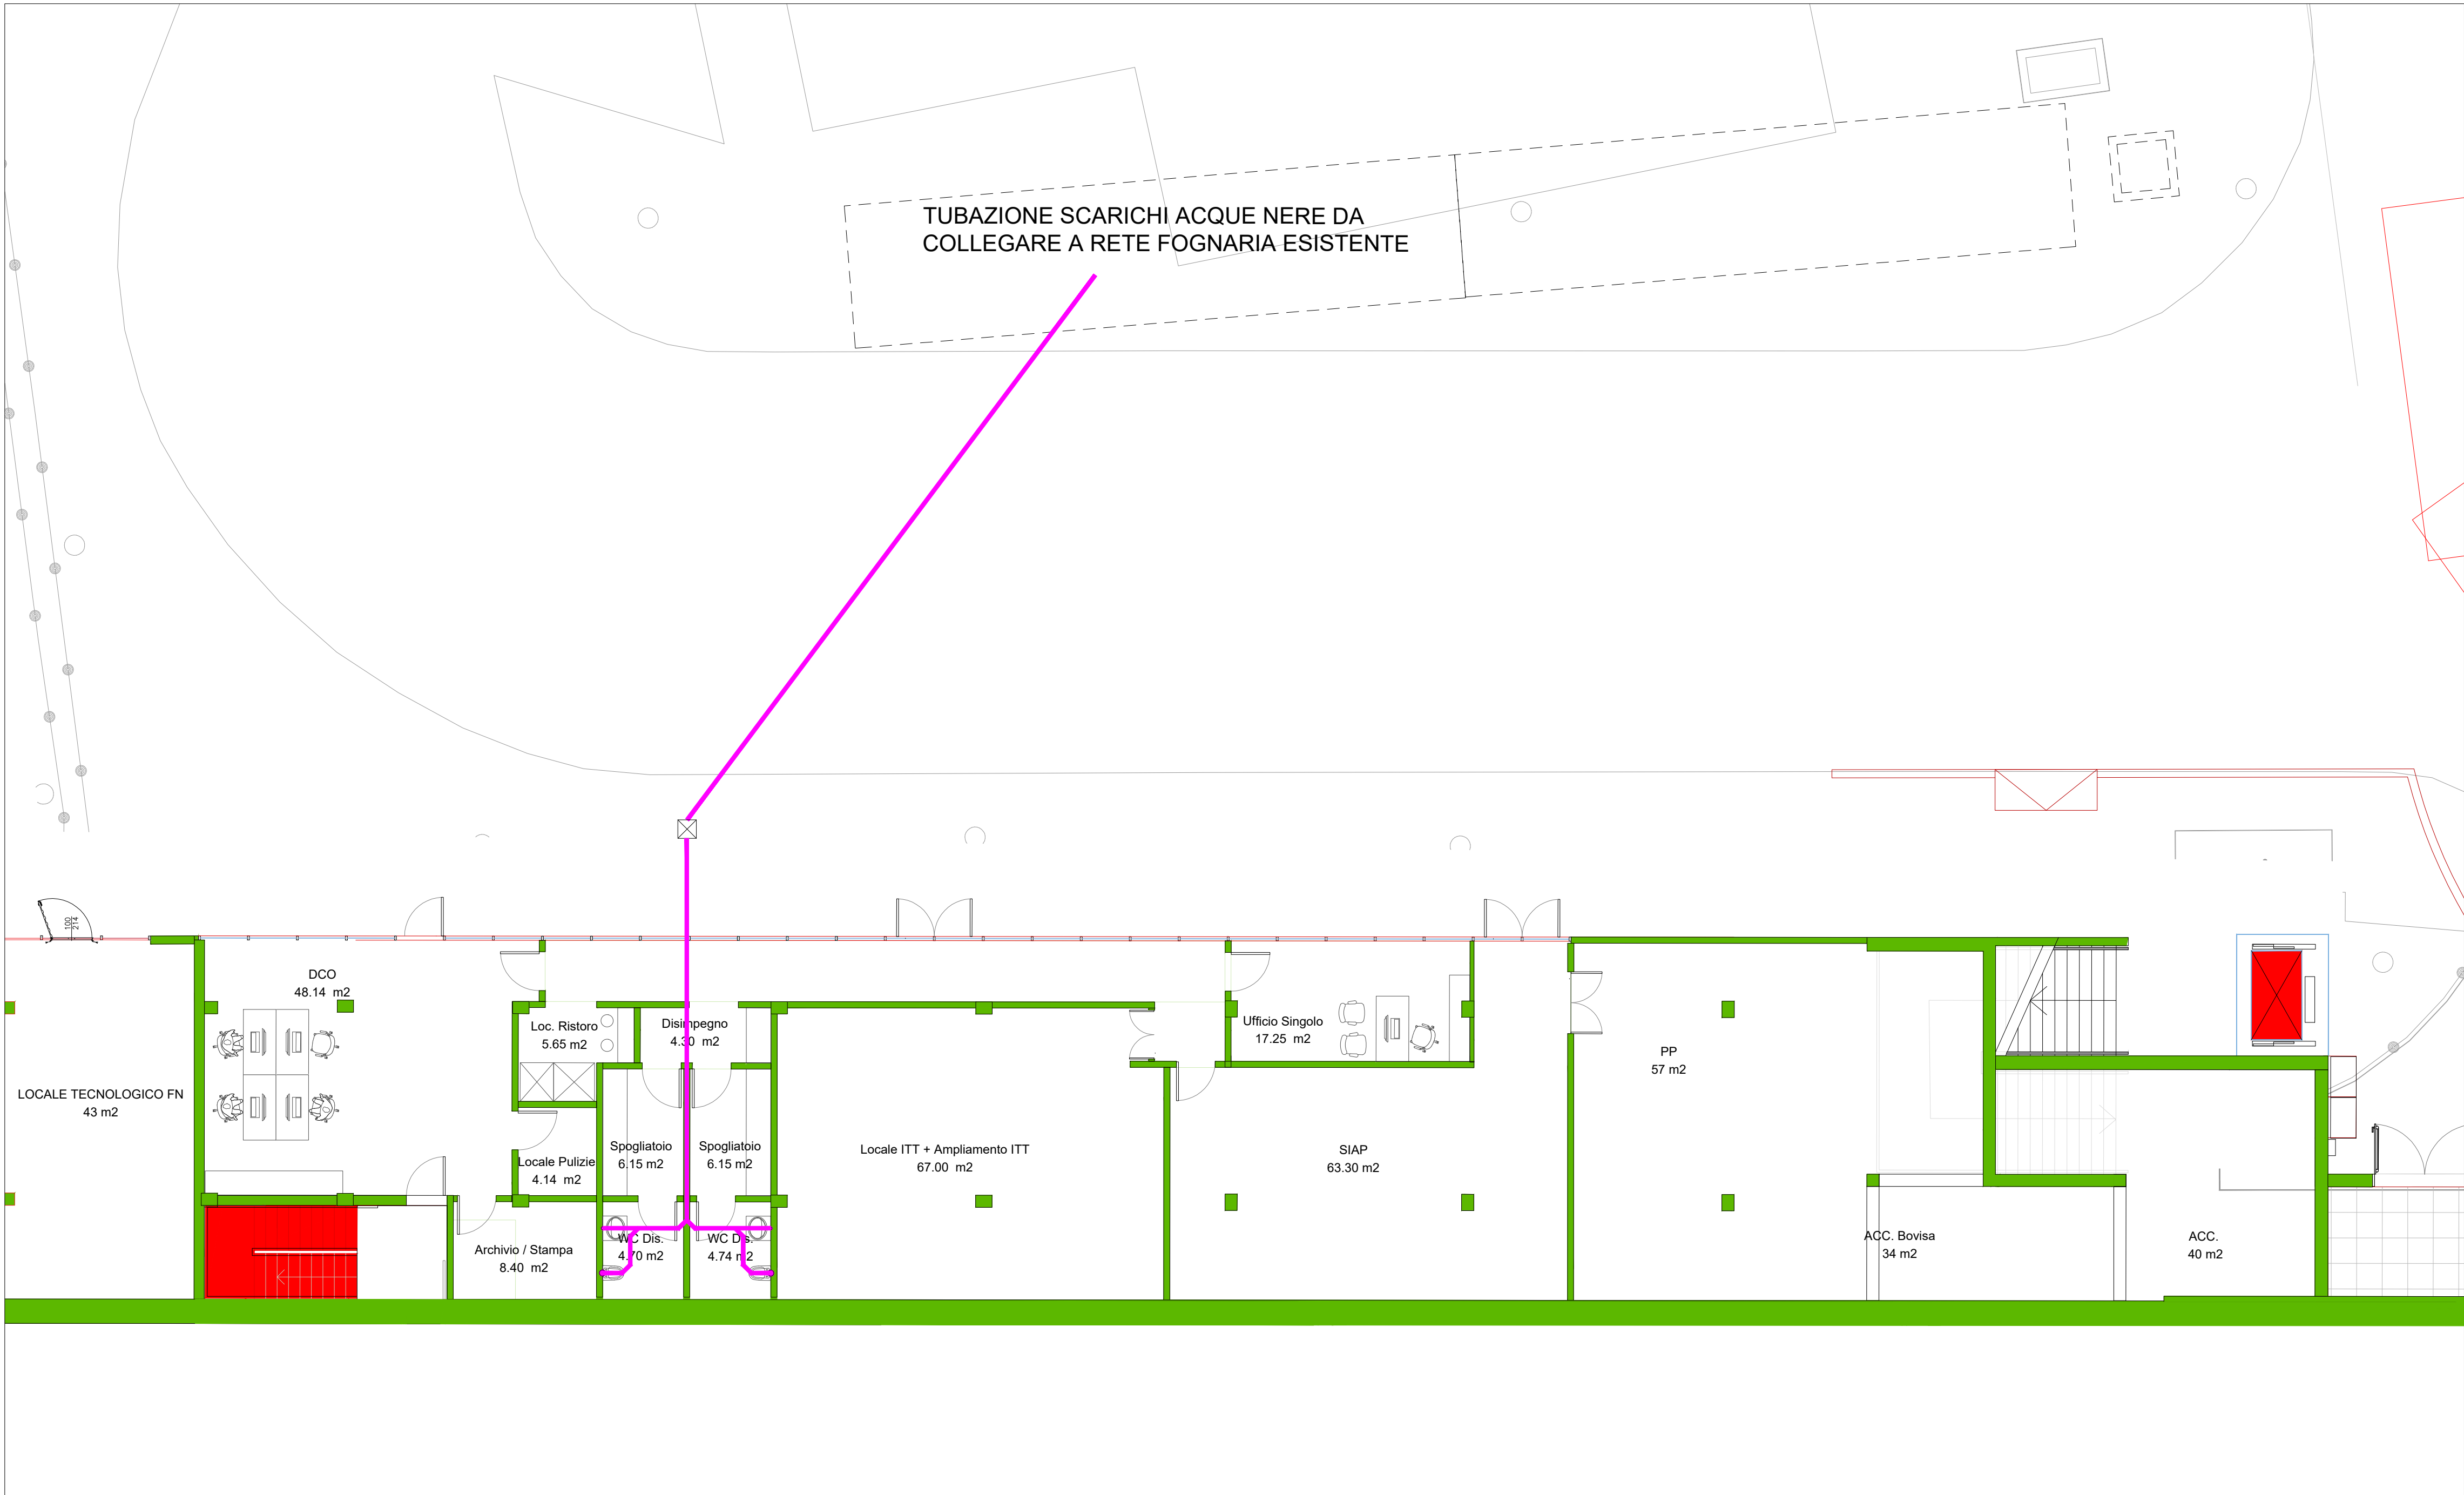 TUBAZIONE SCARICHI ACQUE NERE DA
COLLEGARE A RETE FOGNARIA ESISTENTE
100
214
DCO
48.14 m2
Loc. Ristoro
5.65 m2
Disimpegno
4.30 m2
Ufficio Singolo
17.25 m2
PP
57 m2
LOCALE TECNOLOGICO FN
43 m2
Locale Pulizie
4.14 m2
Spogliatoio
6.15 m2
Spogliatoio
6.15 m2
Locale ITT + Ampliamento ITT
67.00 m2
SIAP
63.30 m2
Archivio / Stampa
8.40 m2
WC Dis.
4.70 m2
WC Dis.
4.74 m2
ACC. Bovisa
34 m2
ACC.
40 m2